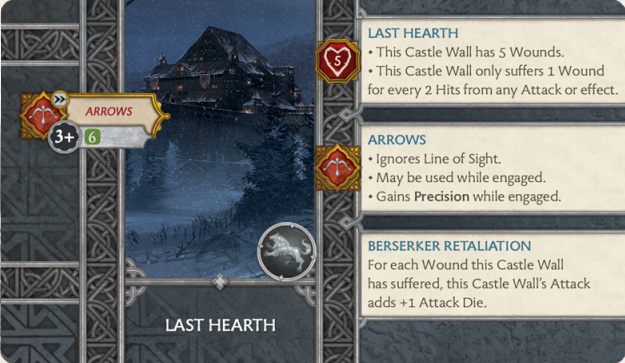 ARROWS
3+ 6
LAST HEARTH
5
LAST HEARTH
• This Castle Wall has 5 Wounds.
• This Castle Wall only suffers 1 Wound
for every 2 Hits from any Attack or effect.
ARROWS
• Ignores Line of Sight.
• May be used while engaged.
• Gains Precision while engaged.
BERSERKER RETALIATION
For each Wound this Castle Wall
has suffered, this Castle Wall's Attack
adds +1 Attack Die.